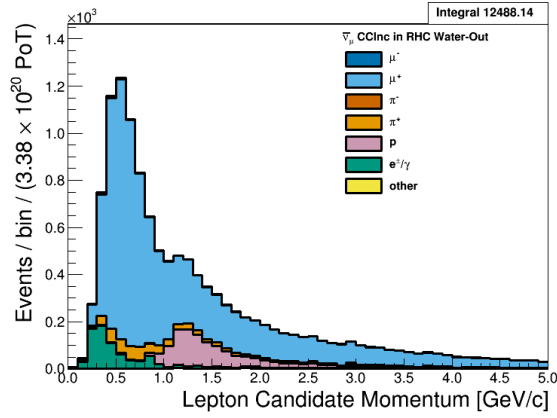 Integral 12488.14
×10³
ν̅μ CCInc in RHC Water-Out
μ⁻
μ⁺
π⁻
π⁺
p
e±/γ
other
Events / bin / (3.38 × 10²⁰ PoT)
1.4
1.2
1.0
0.8
0.6
0.4
0.2
0.0
0.0 0.5 1.0 1.5 2.0 2.5 3.0 3.5 4.0 4.5 5.0
Lepton Candidate Momentum [GeV/c]